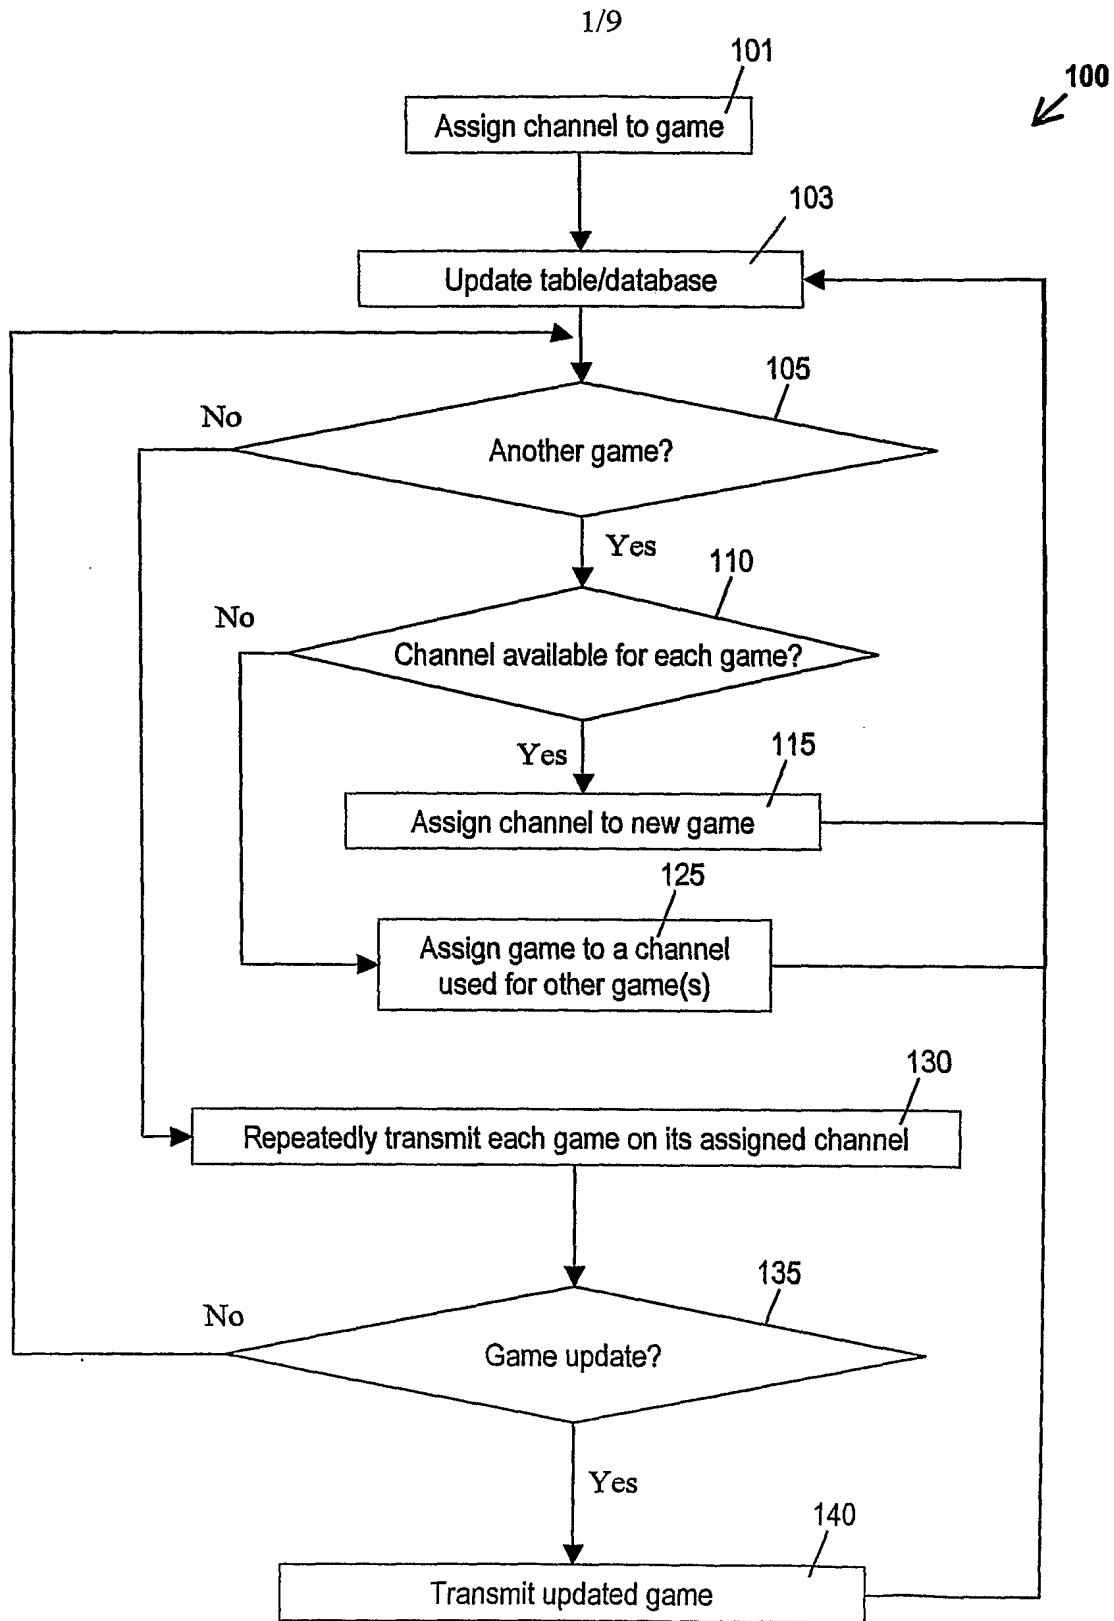 1/9
101
100
Assign channel to game
103
Update table/database
105
No
Another game?
Yes
110
No
Channel available for each game?
Yes
115
Assign channel to new game
125
Assign game to a channel
used for other game(s)
130
Repeatedly transmit each game on its assigned channel
135
No
Game update?
Yes
140
Transmit updated game